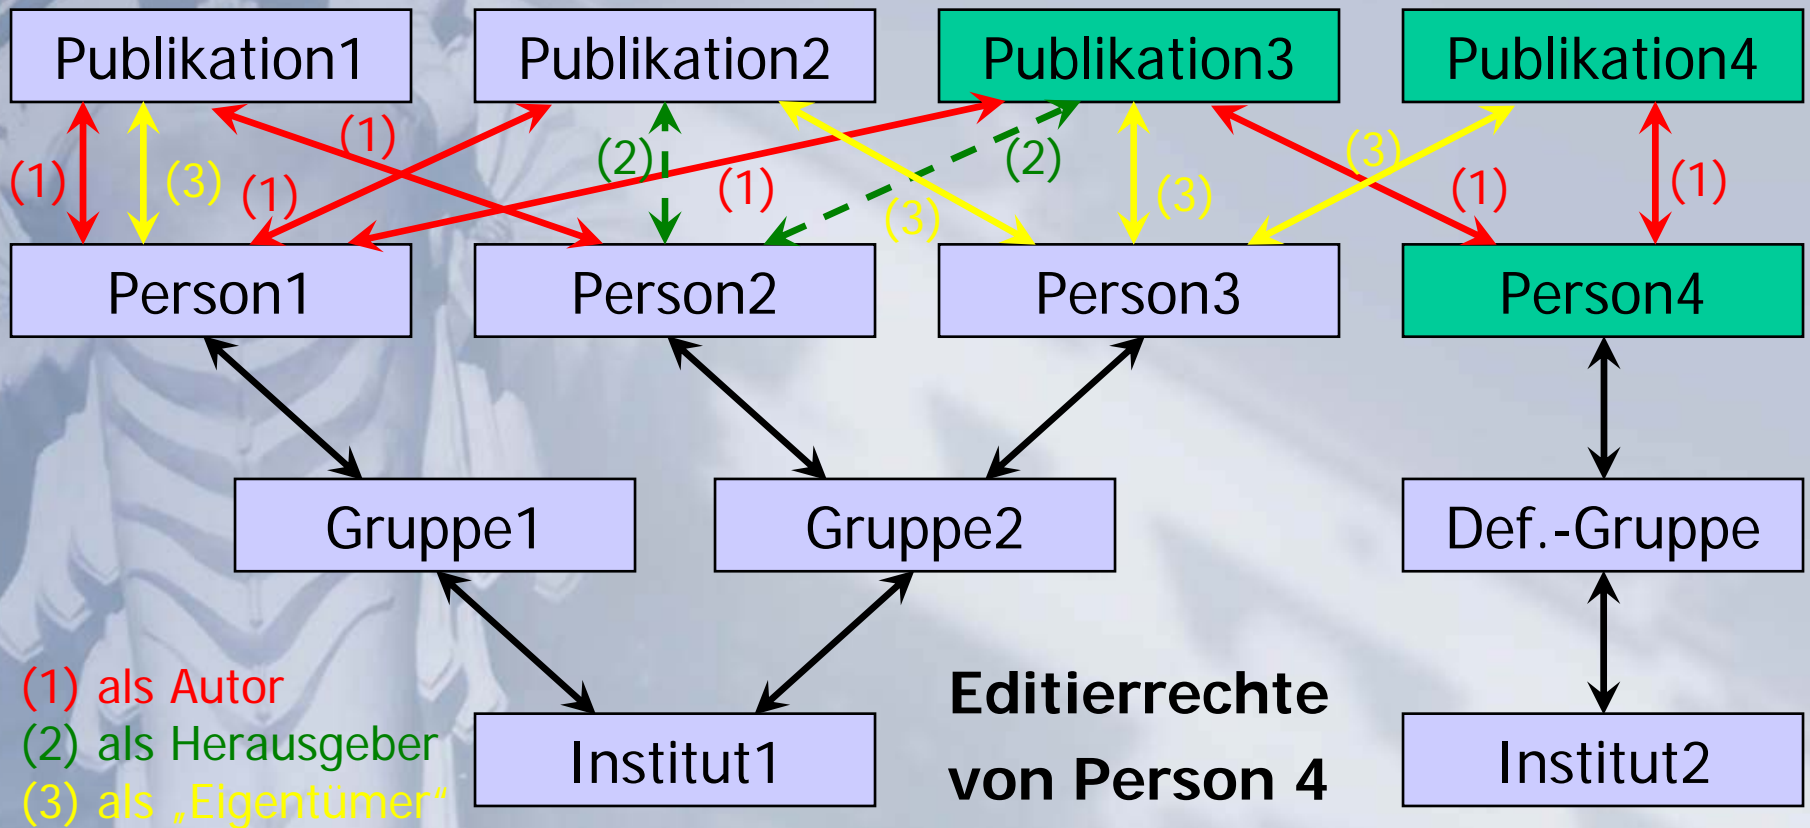 Publikation1
Publikation2
Publikation3
Publikation4
(1)
(3)
(1)
(1)
(2)
(1)
(3)
(2)
(3)
(3)
(1)
(1)
Person1
Person2
Person3
Person4
Gruppe1
Gruppe2
Def.-Gruppe
(1) als Autor
(2) als Herausgeber
(3) als „Eigentümer“
Institut1
Editierrechte
von Person 4
Institut2